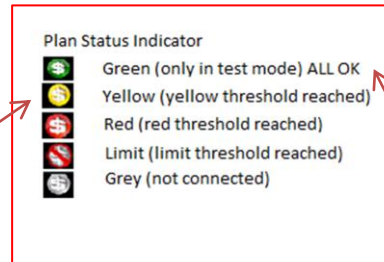 Plan Status Indicator
Green (only in test mode) ALL OK
Yellow (yellow threshold reached)
Red (red threshold reached)
Limit (limit threshold reached)
Grey (not connected)